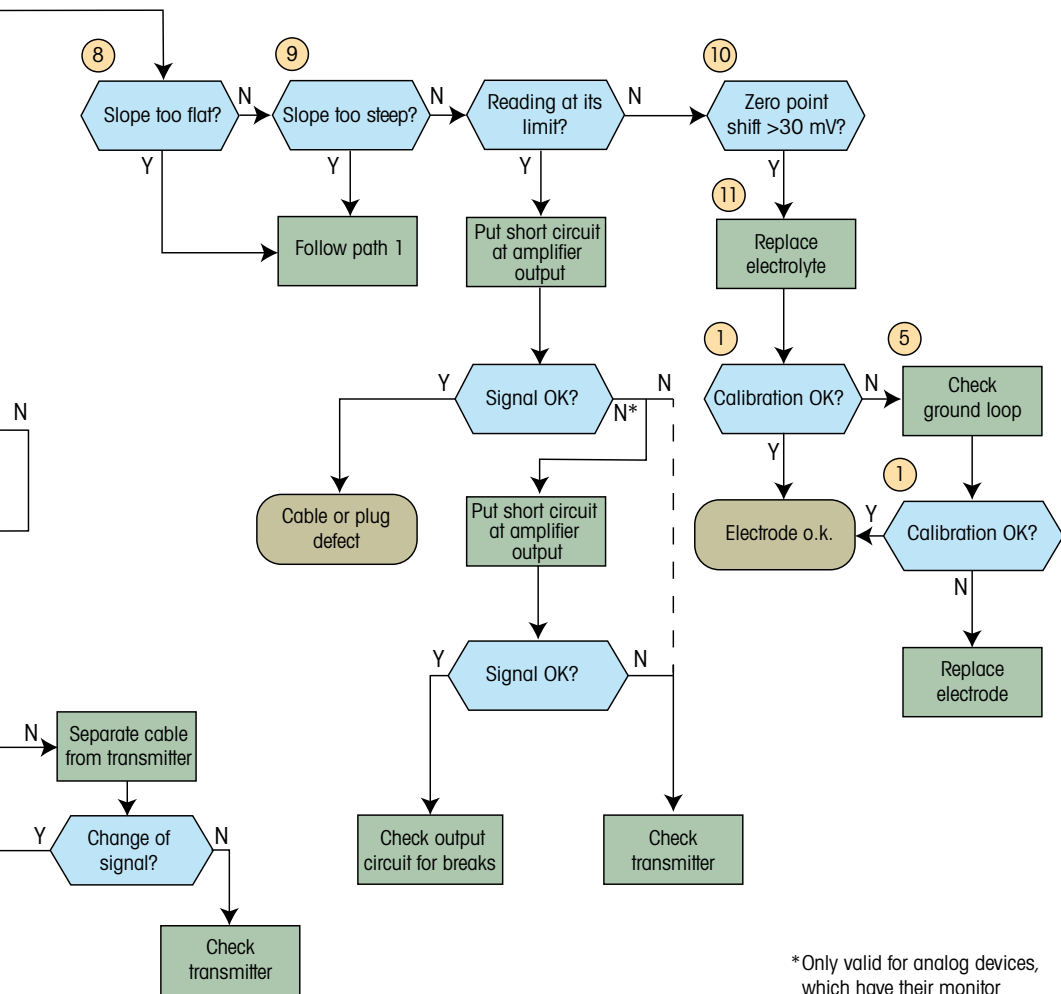 8
9
10
Slope too flat?
N
Slope too steep?
N
Reading at its
limit?
N
Zero point
shift >30 mV?
Y
Y
Y
Y
11
Follow path 1
Put short circuit
at amplifier
output
Replace
electrolyte
1
5
Y
Signal OK?
N
N*
Calibration OK?
N
Check
ground loop
N
Y
1
Cable or plug
defect
Put short circuit
at amplifier
output
Electrode o.k.
Y
Calibration OK?
N
Y
Signal OK?
N
Replace
electrode
N
Separate cable
from transmitter
Y
Change of
signal?
N
Check output
circuit for breaks
Check
transmitter
Check
transmitter
*Only valid for analog devices,
which have their monitor